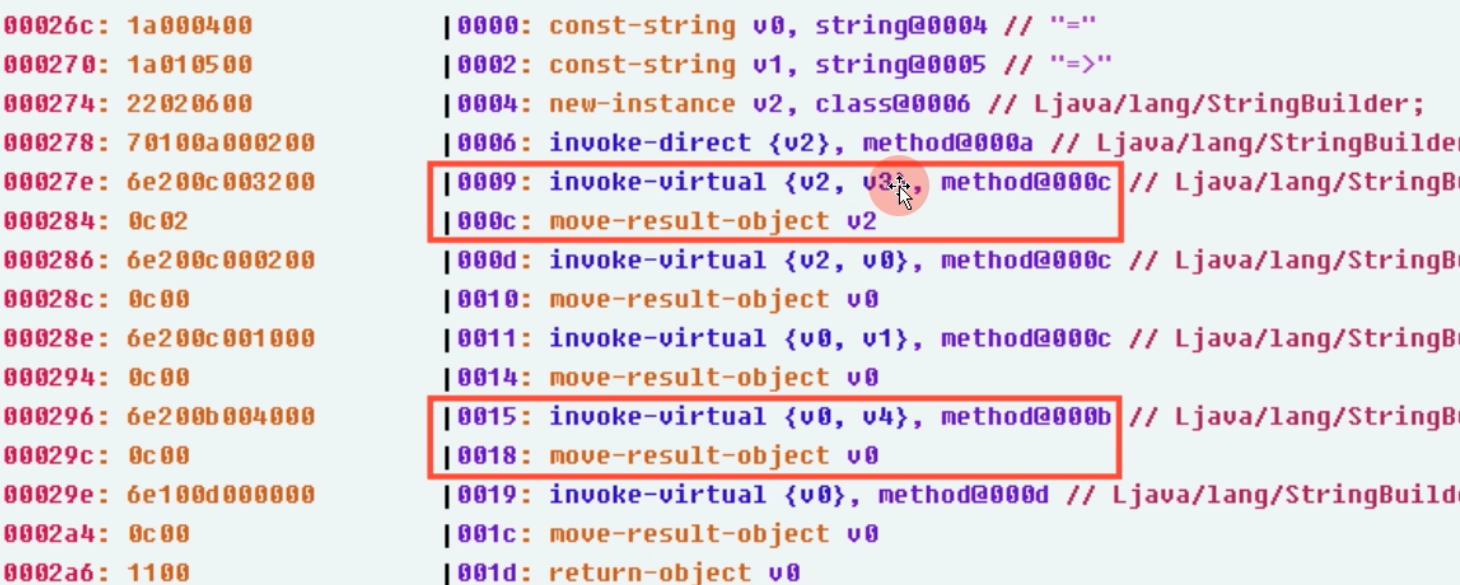 00026c: 1a000400 |0000: const-string v0, string@0004 // "="
000270: 1a010500 |0002: const-string v1, string@0005 // "=>"
000274: 22020600 |0004: new-instance v2, class@0006 // Ljava/lang/StringBuilder;
000278: 70100a000200 |0006: invoke-direct {v2}, method@000a // Ljava/lang/StringBuilder
00027e: 6e200c003200 |0009: invoke-virtual {v2, v3}, method@000c // Ljava/lang/StringBu
000284: 0c02 |000c: move-result-object v2
000286: 6e200c000200 |000d: invoke-virtual {v2, v0}, method@000c // Ljava/lang/StringBu
00028c: 0c00 |0010: move-result-object v0
00028e: 6e200c001000 |0011: invoke-virtual {v0, v1}, method@000c // Ljava/lang/StringBu
000294: 0c00 |0014: move-result-object v0
000296: 6e200b004000 |0015: invoke-virtual {v0, v4}, method@000b // Ljava/lang/StringBu
00029c: 0c00 |0018: move-result-object v0
00029e: 6e100d000000 |0019: invoke-virtual {v0}, method@000d // Ljava/lang/StringBuilde
0002a4: 0c00 |001c: move-result-object v0
0002a6: 1100 |001d: return-object v0